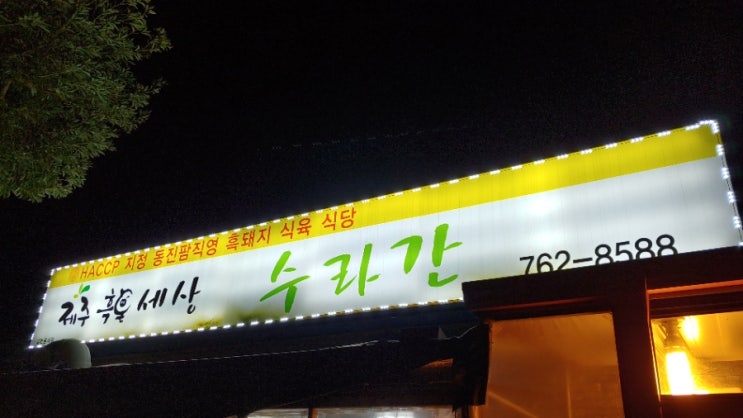 HACCP 지정 동진팜직영 흑돼지 식육 식당
제주 흑돈세상 수라간 762-8588